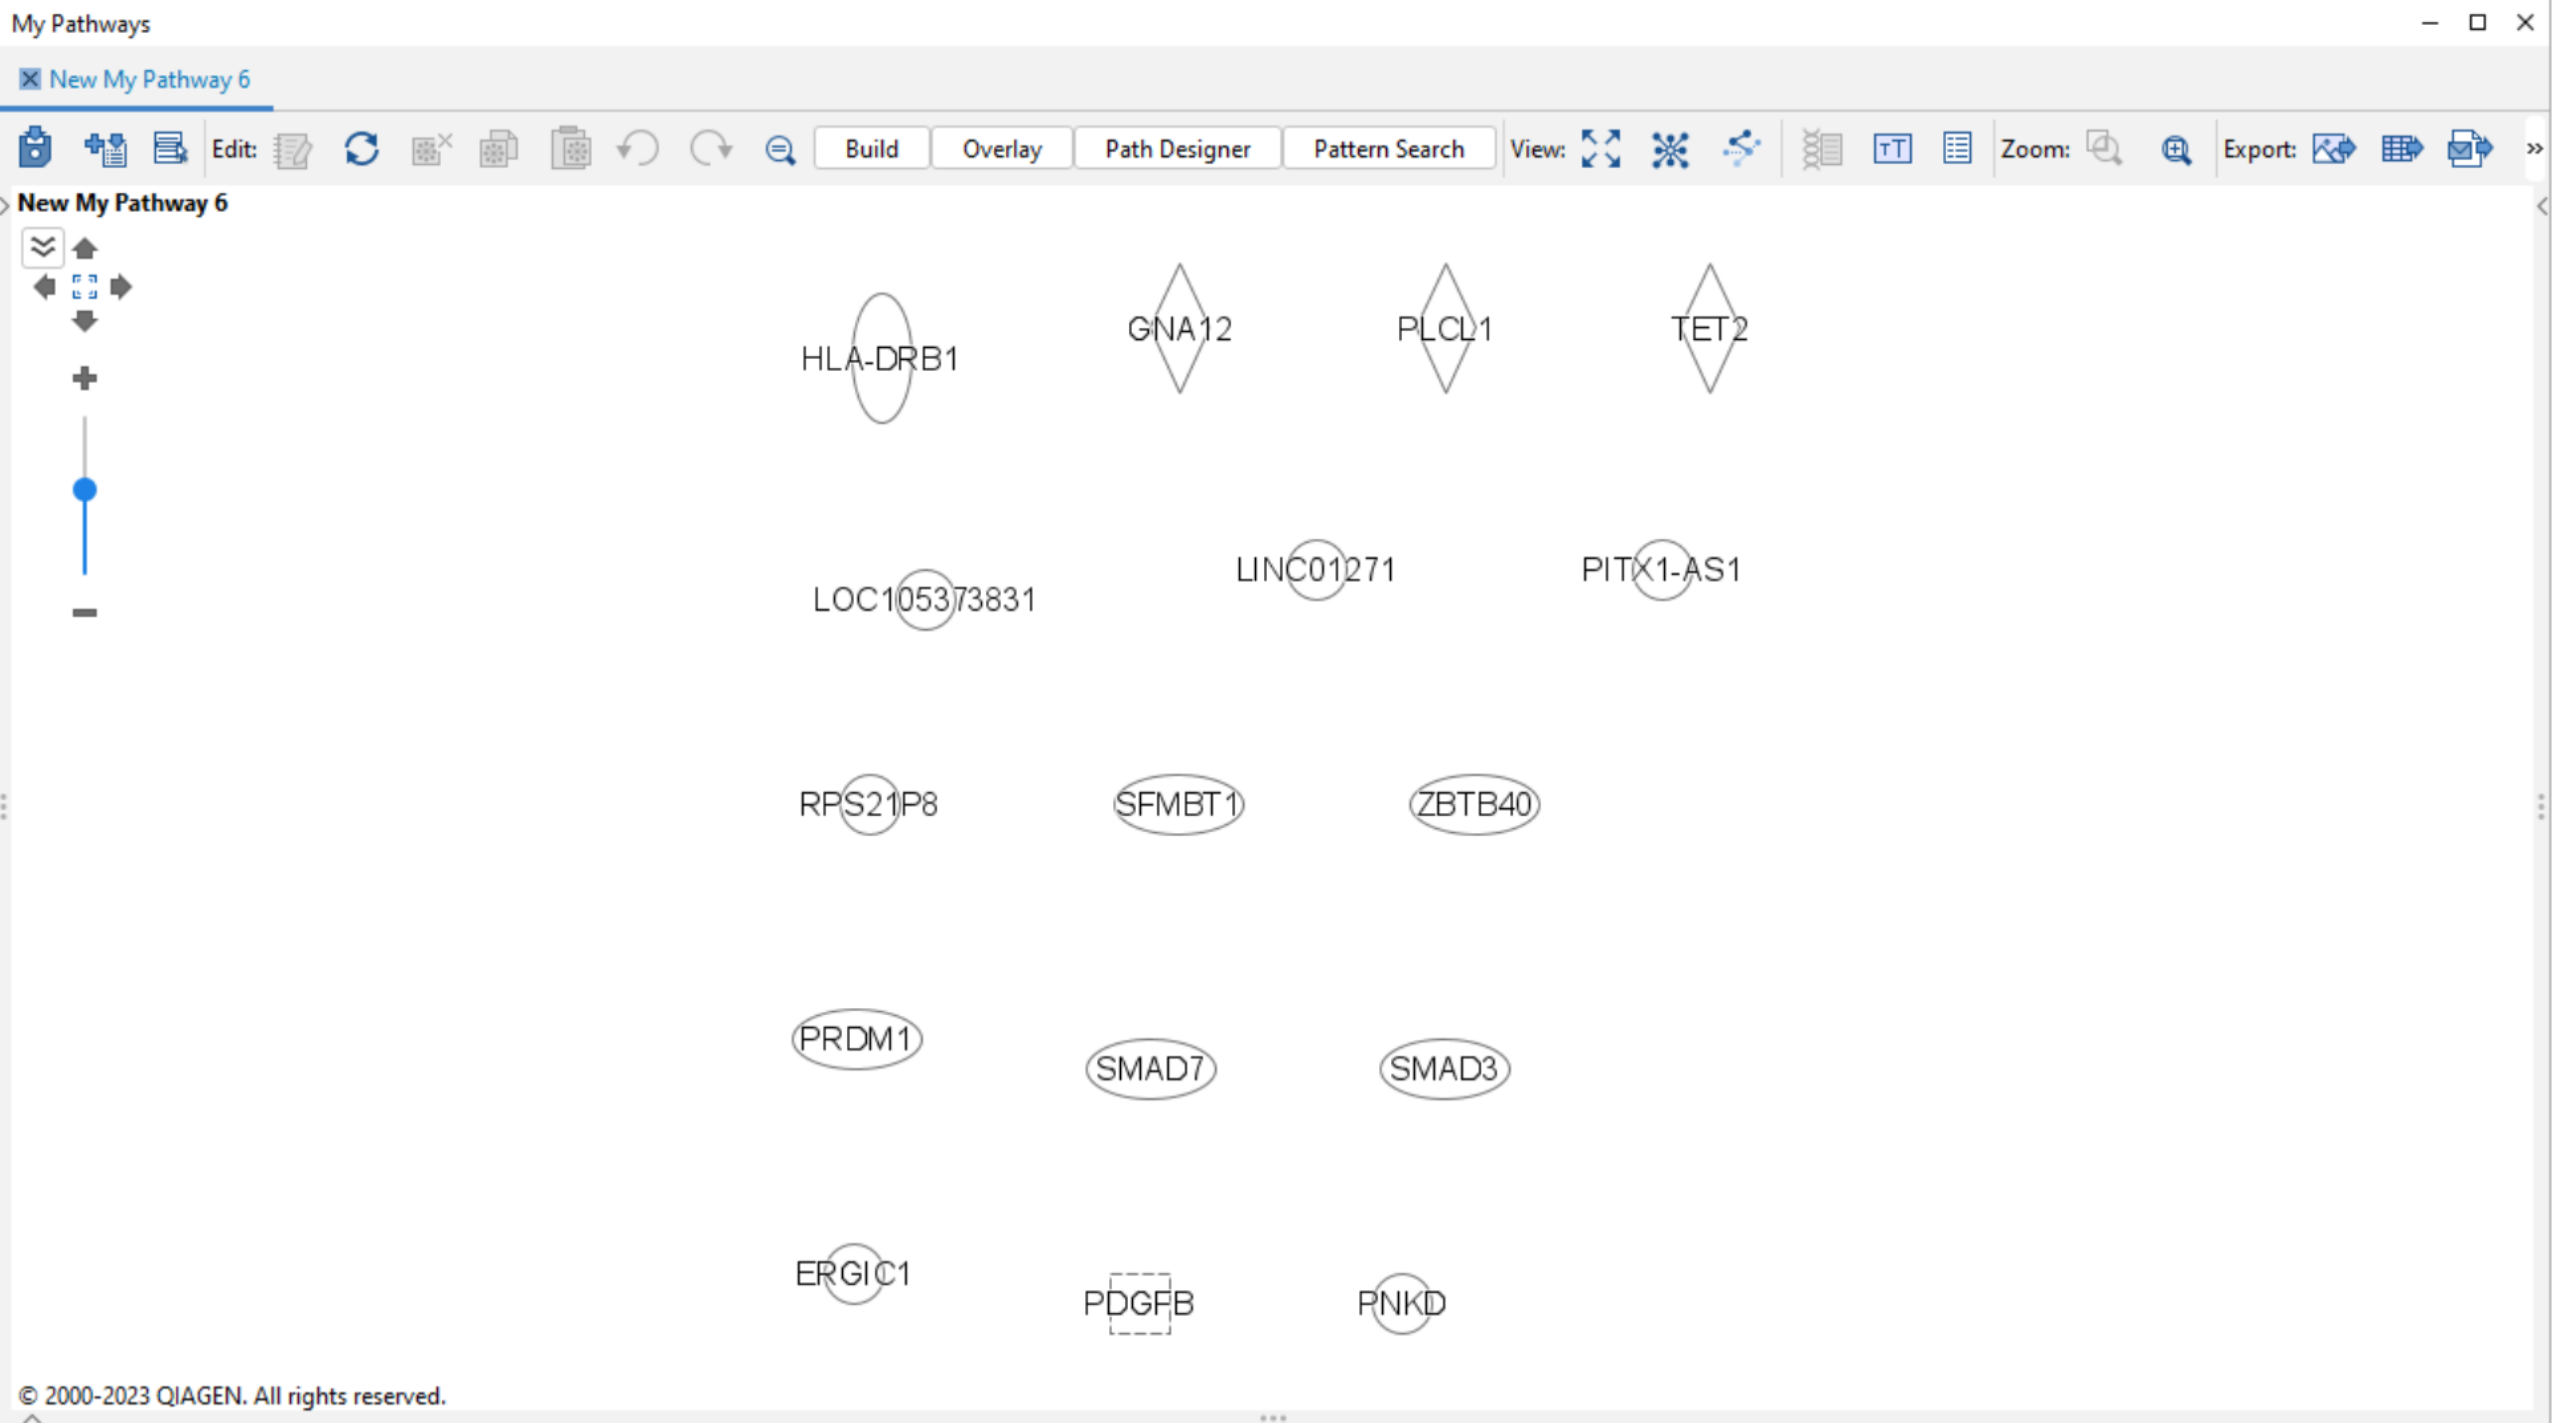 My Pathways
New My Pathway 6
Edit: Build Overlay Path Designer Pattern Search View: TT Zoom: Export: »
New My Pathway 6
HLA-DRB1 GNA12 PLCL1 TET2
LOC105373831 LINC01271 PITX1-AS1
RPS21P8 SFMBT1 ZBTB40
PRDM1 SMAD7 SMAD3
ERGIC1 PDGFB PNKD
© 2000-2023 QIAGEN. All rights reserved.